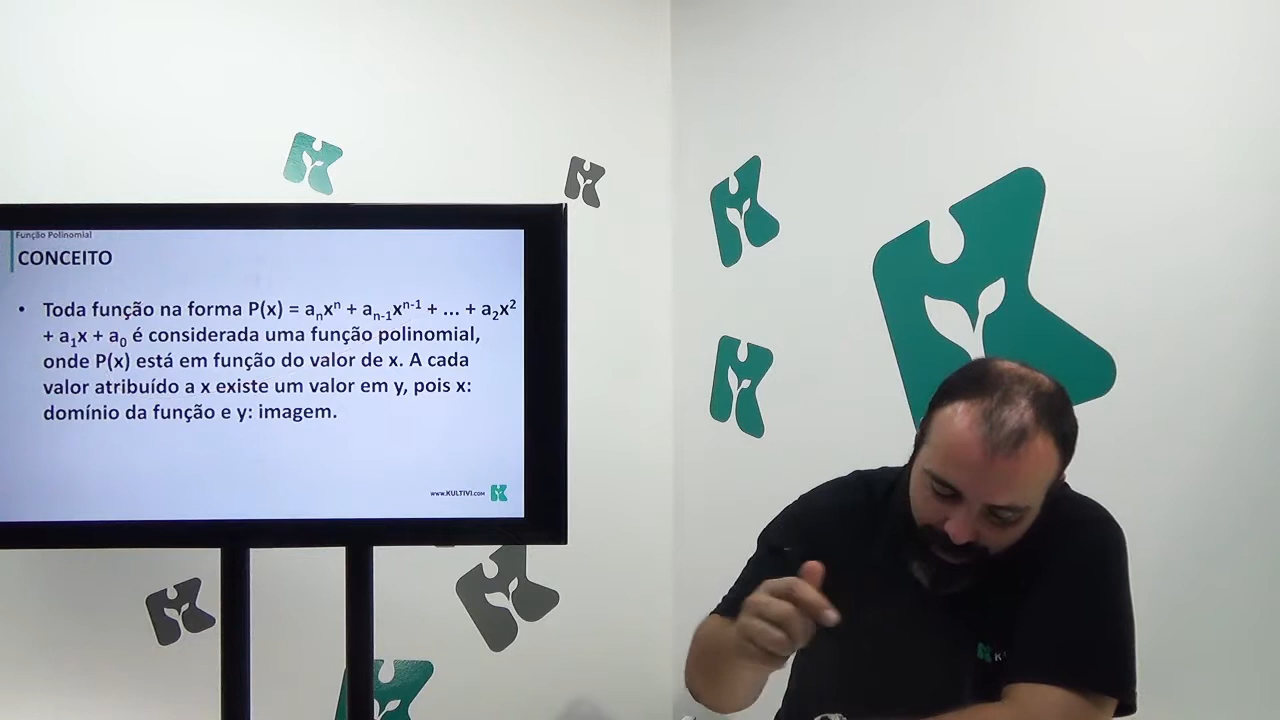 Função Polinomial
CONCEITO
• Toda função na forma P(x) = aₙxⁿ + aₙ₋₁xⁿ⁻¹ + ... + a₂x²
+ a₁x + a₀ é considerada uma função polinomial,
onde P(x) está em função do valor de x. A cada
valor atribuído a x existe um valor em y, pois x:
domínio da função e y: imagem.
www.KULTIVI.COM